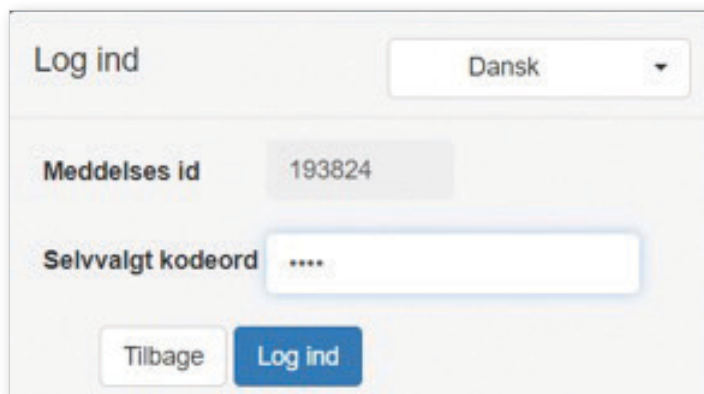 Log ind Dansk
Meddelses id 193824
Selvvalgt kodeord ••••
Tilbage Log ind